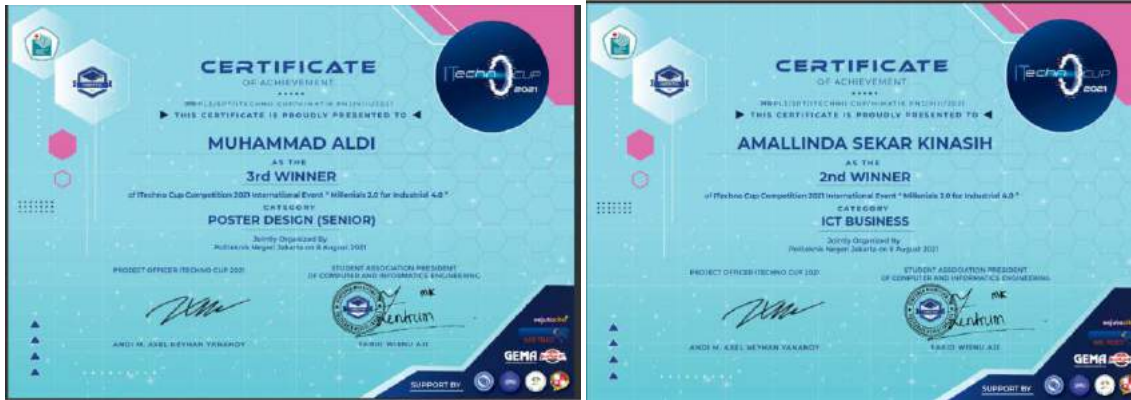 ITechno CUP
2021
CERTIFICATE
OF ACHIEVEMENT
THIS CERTIFICATE IS PROUDLY PRESENTED TO
MUHAMMAD ALDI
AS THE
3rd WINNER
of ITechno Cup Competition 2021 International Event " Millenials 2.0 for Industrial 4.0 "
CATEGORY
POSTER DESIGN (SENIOR)
Jointly Organized By
Politeknik Negeri Jakarta on 8 August 2021
PROJECT OFFICER ITECHNO CUP 2021
STUDENT ASSOCIATION PRESIDENT
OF COMPUTER AND INFORMATICS ENGINEERING
GEMA
SUPPORT BY
ITechno CUP
2021
CERTIFICATE
OF ACHIEVEMENT
THIS CERTIFICATE IS PROUDLY PRESENTED TO
AMALLINDA SEKAR KINASIH
AS THE
2nd WINNER
of ITechno Cup Competition 2021 International Event " Millenials 2.0 for Industrial 4.0 "
CATEGORY
ICT BUSINESS
Jointly Organized By
Politeknik Negeri Jakarta on 8 August 2021
PROJECT OFFICER ITECHNO CUP 2021
STUDENT ASSOCIATION PRESIDENT
OF COMPUTER AND INFORMATICS ENGINEERING
GEMA
SUPPORT BY